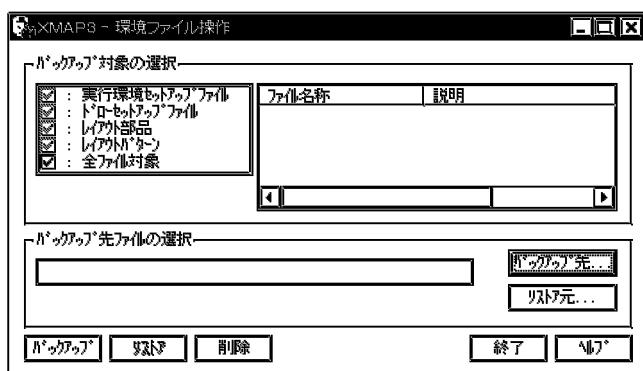 XMAP3 - 環境ファイル操作
ﾊﾞｯｸｱｯﾌﾟ対象の選択
: 実行環境ｾｯﾄｱｯﾌﾟﾌｧｲﾙ
: ﾄﾞﾛｰｾｯﾄｱｯﾌﾟﾌｧｲﾙ
: ﾚｲｱｳﾄ部品
: ﾚｲｱｳﾄﾊﾟﾀｰﾝ
: 全ﾌｧｲﾙ対象
ﾌｧｲﾙ名称 説明
ﾊﾞｯｸｱｯﾌﾟ先ﾌｧｲﾙの選択
ﾊﾞｯｸｱｯﾌﾟ先...
ﾘｽﾄｱ元...
ﾊﾞｯｸｱｯﾌﾟ ﾘｽﾄｱ 削除 終了 ﾍﾙﾌﾟ